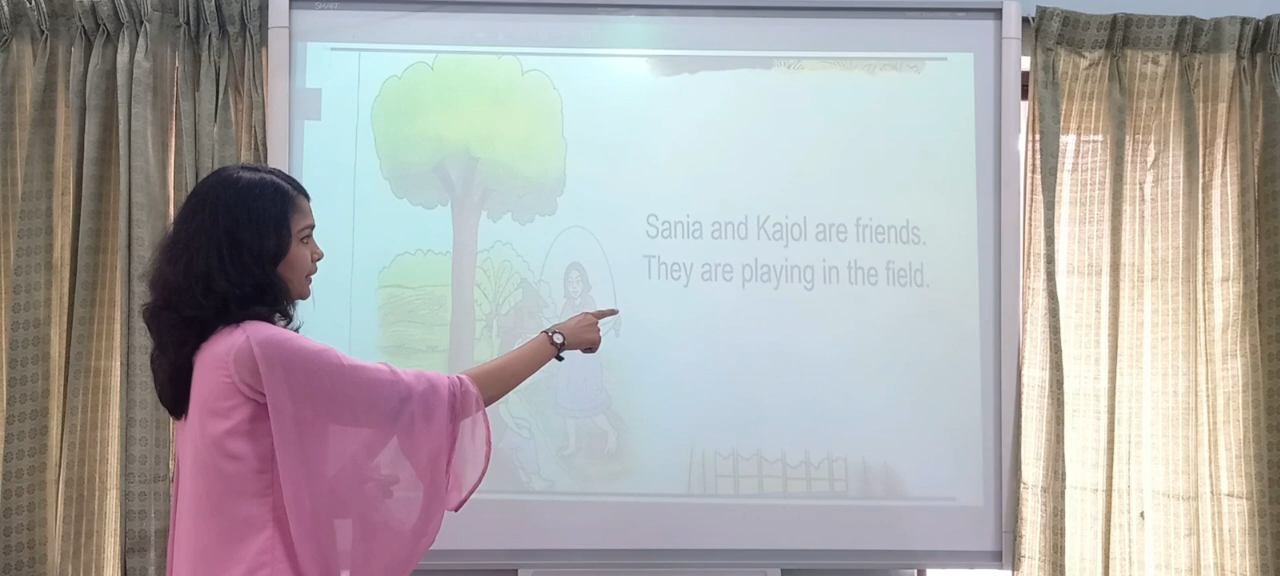 Sania and Kajol are friends.
They are playing in the field.